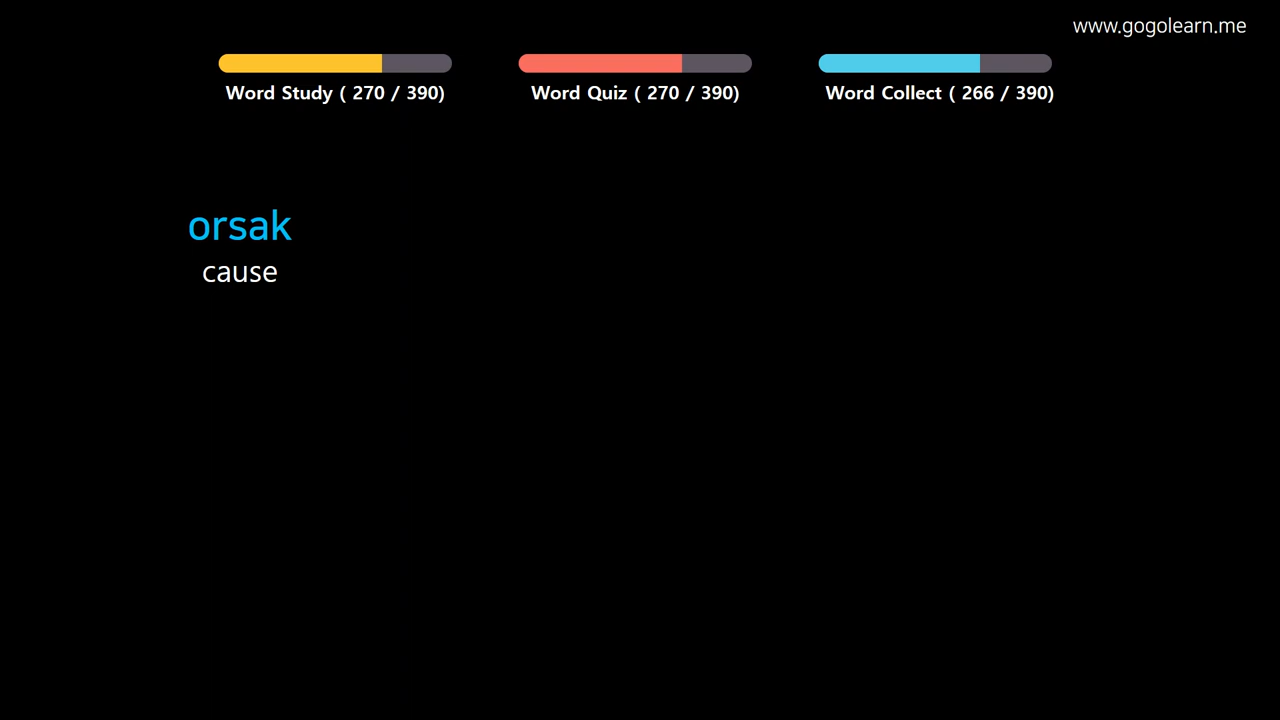 www.gogolearn.me
Word Study ( 270 / 390)
Word Quiz ( 270 / 390)
Word Collect ( 266 / 390)
orsak
cause